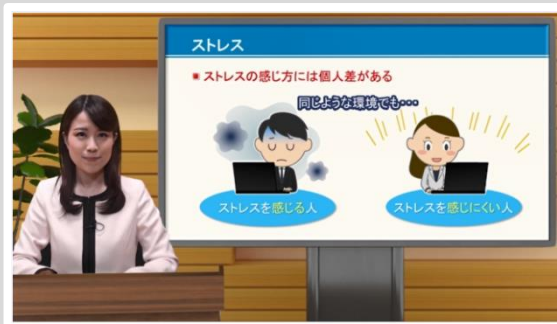 ストレス
■ ストレスの感じ方には個人差がある
同じような環境でも・・・
ストレスを感じる人
ストレスを感じにくい人